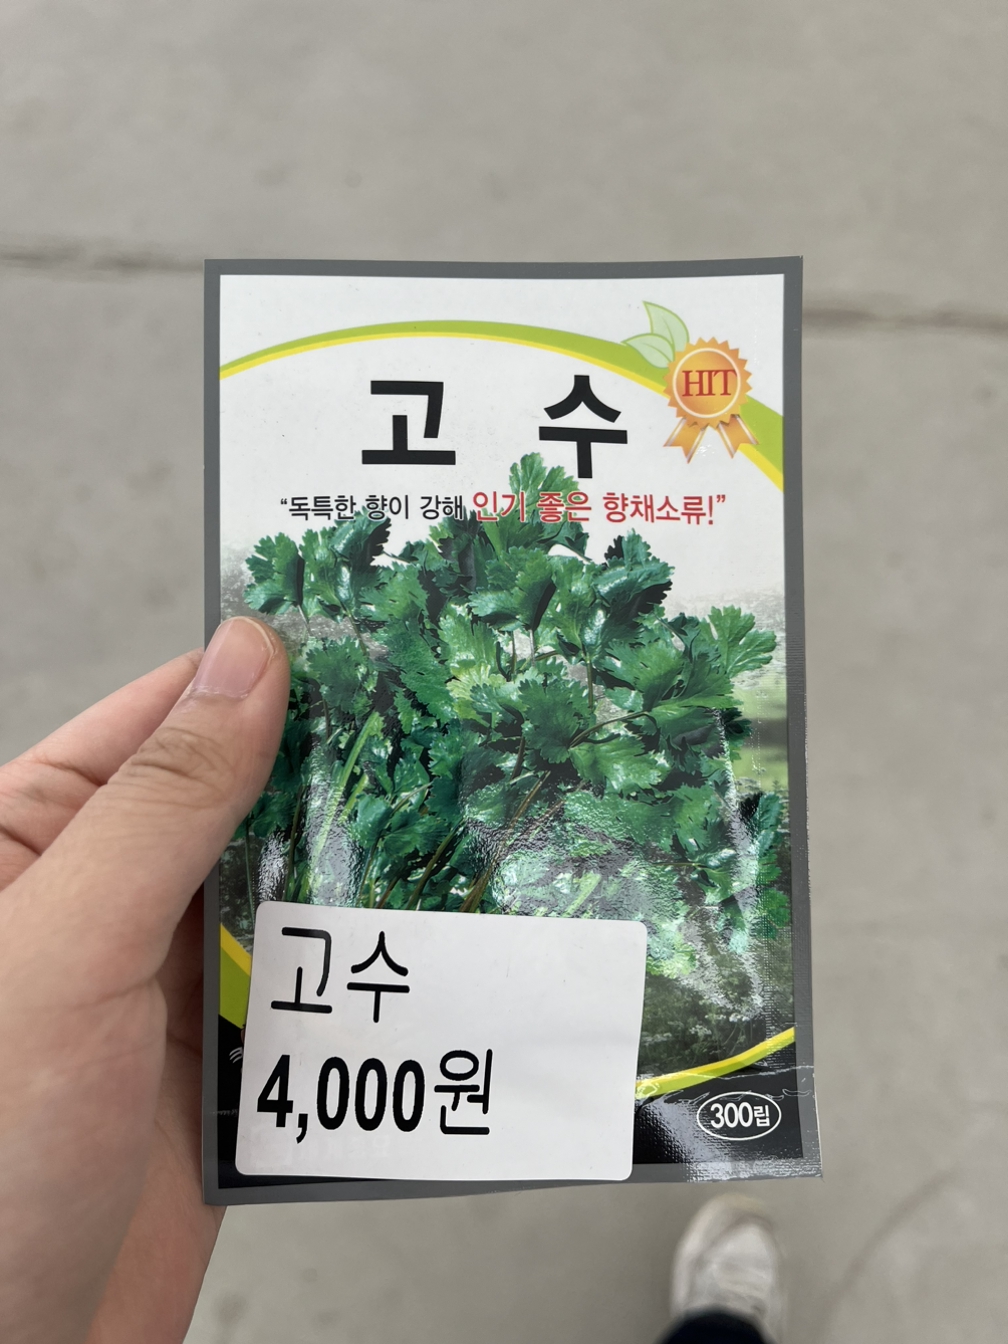 HIT
고 수
“독특한 향이 강해 인기 좋은 향채소류!”
고수
4,000원
300립